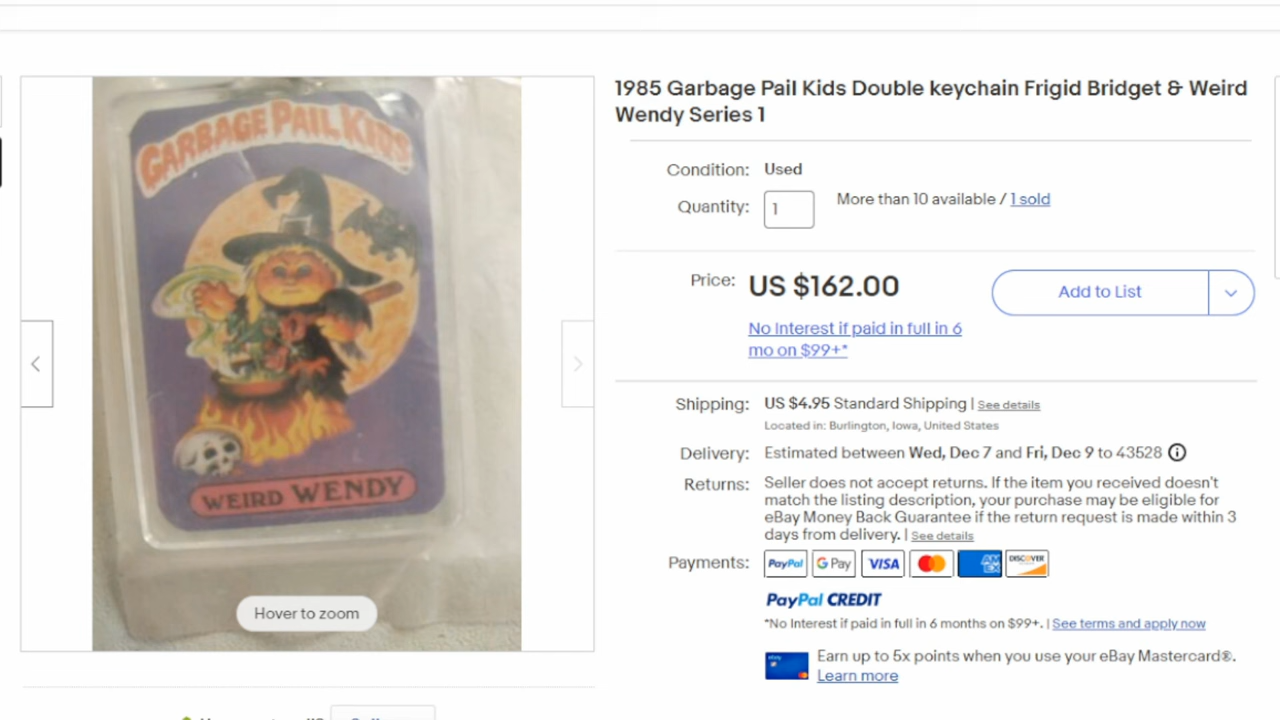 GARBAGE PAIL KIDS
WEIRD WENDY
Hover to zoom
1985 Garbage Pail Kids Double keychain Frigid Bridget & Weird
Wendy Series 1
Condition: Used
Quantity: 1 More than 10 available / 1 sold
Price: US $162.00 Add to List
No Interest if paid in full in 6
mo on $99+*
Shipping: US $4.95 Standard Shipping | See details
Located in: Burlington, Iowa, United States
Delivery: Estimated between Wed, Dec 7 and Fri, Dec 9 to 43528
Returns: Seller does not accept returns. If the item you received doesn't
match the listing description, your purchase may be eligible for
eBay Money Back Guarantee if the return request is made within 3
days from delivery. | See details
Payments: PayPal G Pay VISA AM EX DISCOVER
PayPal CREDIT
*No Interest if paid in full in 6 months on $99+. | See terms and apply now
Earn up to 5x points when you use your eBay Mastercard®.
Learn more